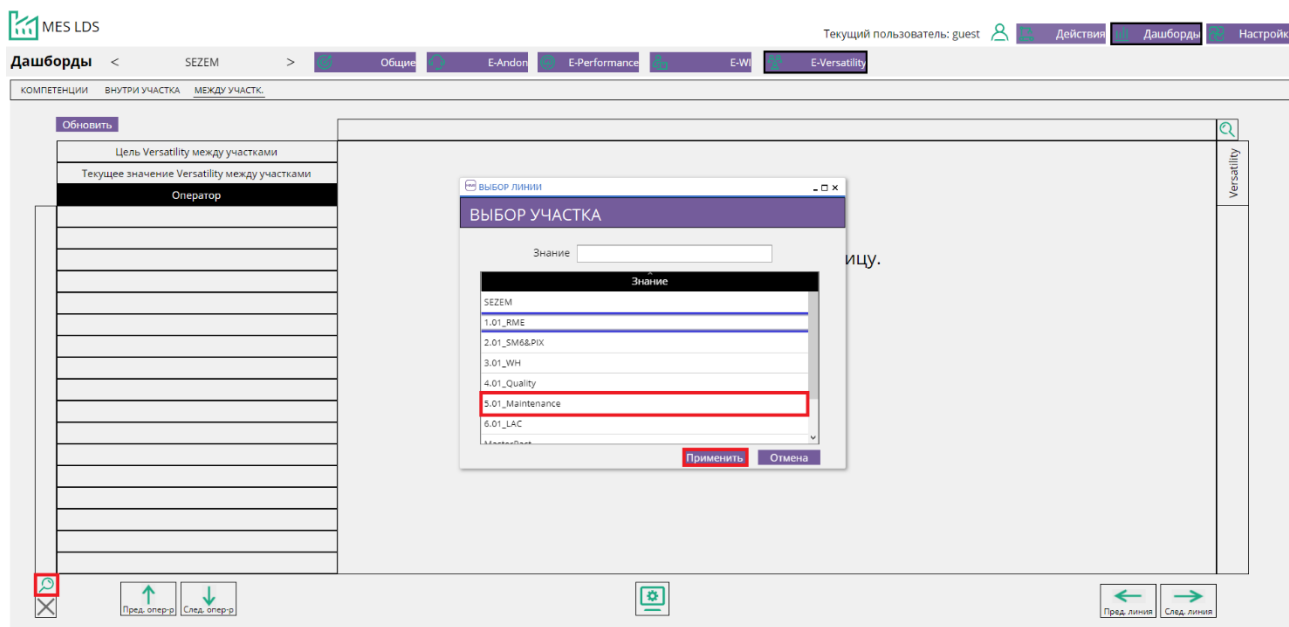 MES LDS
Текущий пользователь: guest
Действия
Дашборды
Настройк
Дашборды < SEZEM >
Общие
E-Andon
E-Performance
E-WI
E-Versatility
КОМПЕТЕНЦИИ ВНУТРИ УЧАСТКА МЕЖДУ УЧАСТК.
Обновить
Цель Versatility между участками
Текущее значение Versatility между участками
Оператор
Versatility
ВЫБОР ЛИНИИ
ВЫБОР УЧАСТКА
Знание
ицу.
Знание
SEZEM
1.01_RME
2.01_SM6&PIX
3.01_WH
4.01_Quality
5.01_Maintenance
6.01_LAC
Применить Отмена
Пред. опер-р
След. опер-р
Пред. линия
След. линия